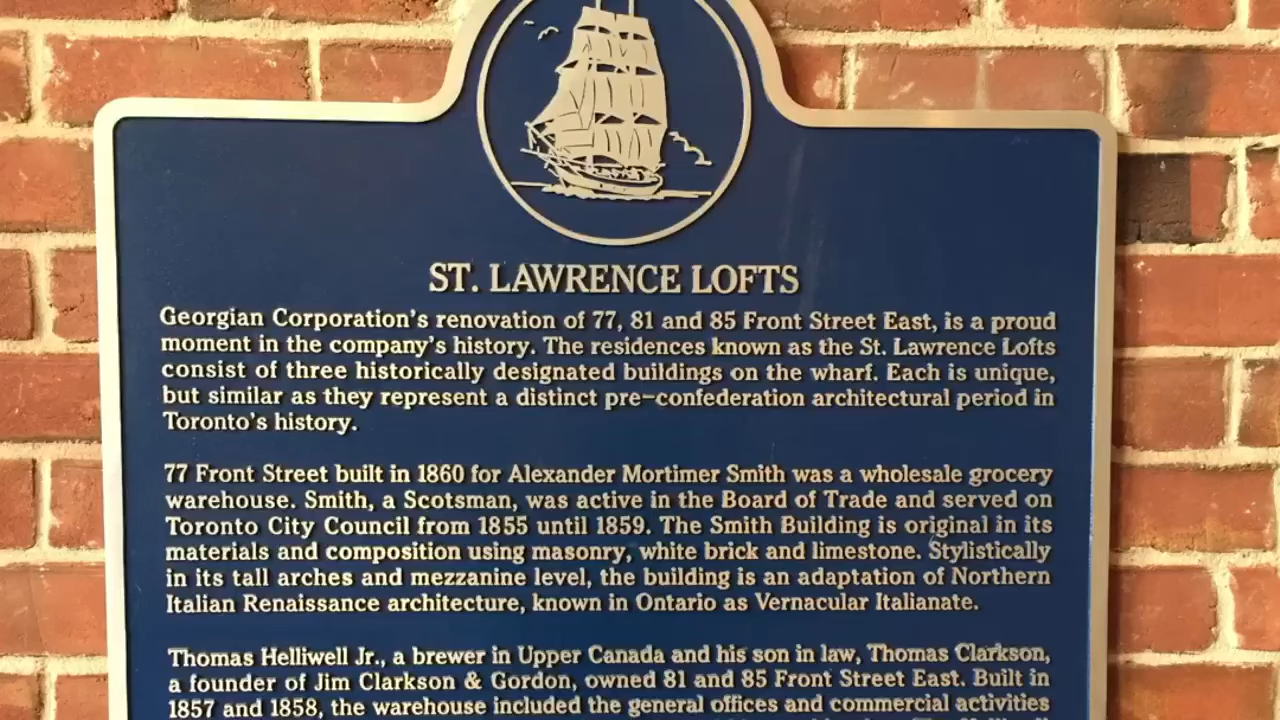 ST. LAWRENCE LOFTS
Georgian Corporation's renovation of 77, 81 and 85 Front Street East, is a proud
moment in the company's history. The residences known as the St. Lawrence Lofts
consist of three historically designated buildings on the wharf. Each is unique,
but similar as they represent a distinct pre-confederation architectural period in
Toronto's history.
77 Front Street built in 1860 for Alexander Mortimer Smith was a wholesale grocery
warehouse. Smith, a Scotsman, was active in the Board of Trade and served on
Toronto City Council from 1855 until 1859. The Smith Building is original in its
materials and composition using masonry, white brick and limestone. Stylistically
in its tall arches and mezzanine level, the building is an adaptation of Northern
Italian Renaissance architecture, known in Ontario as Vernacular Italianate.
Thomas Helliwell Jr., a brewer in Upper Canada and his son in law, Thomas Clarkson,
a founder of Jim Clarkson & Gordon, owned 81 and 85 Front Street East. Built in
1857 and 1858, the warehouse included the general offices and commercial activities